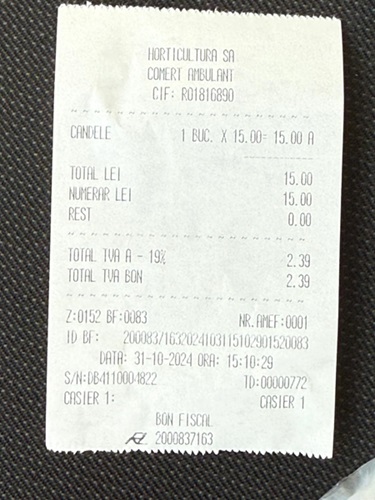 HORTICULTURA SA
COMERT AMBULANT
CIF: RO1816890
CANDELE 1 BUC. X 15.00= 15.00 A
TOTAL LEI 15.00
NUMERAR LEI 15.00
REST 0.00
TOTAL TVA A - 19% 2.39
TOTAL TVA BON 2.39
Z:0152 BF:0083 NR.AMEF:0001
ID BF: 20008371632024103115102901520083
DATA: 31-10-2024 ORA: 15:10:29
S/N:DB4110004822 TD:00000772
CASIER 1: CASIER 1
BON FISCAL
2000837163